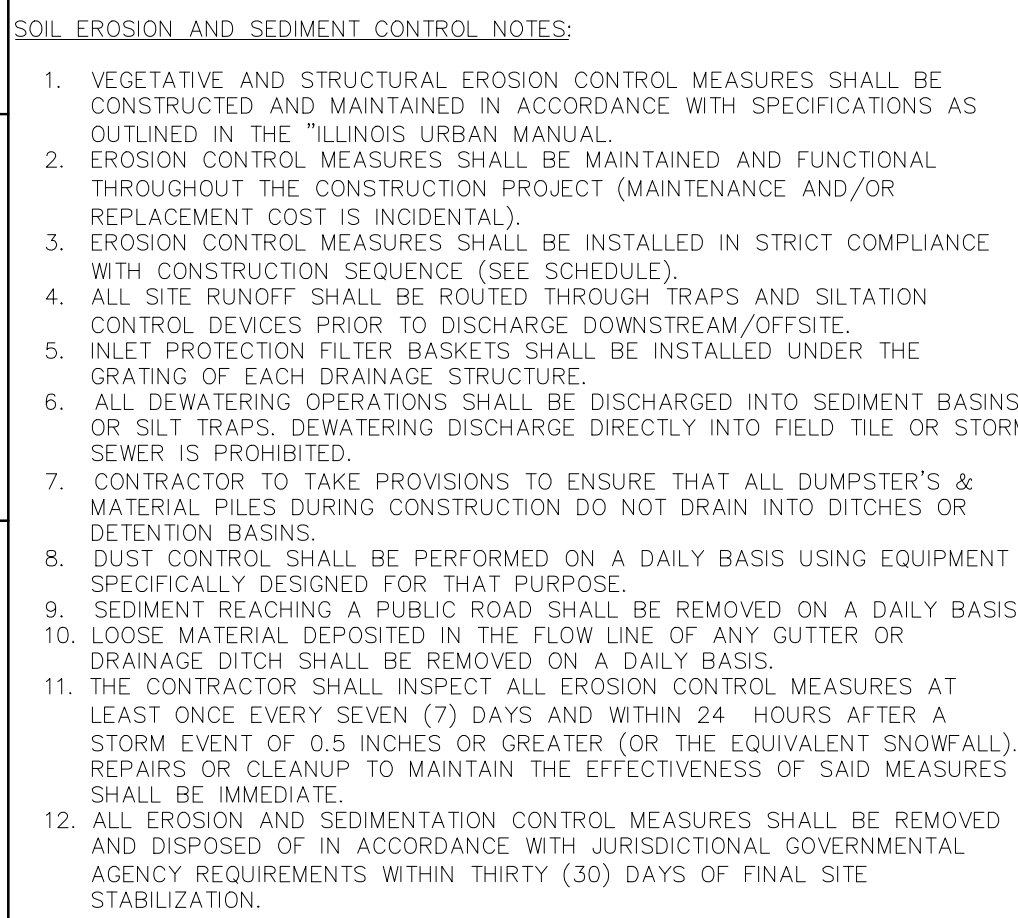 SOIL EROSION AND SEDIMENT CONTROL NOTES:
1. VEGETATIVE AND STRUCTURAL EROSION CONTROL MEASURES SHALL BE
CONSTRUCTED AND MAINTAINED IN ACCORDANCE WITH SPECIFICATIONS AS
OUTLINED IN THE "ILLINOIS URBAN MANUAL.
2. EROSION CONTROL MEASURES SHALL BE MAINTAINED AND FUNCTIONAL
THROUGHOUT THE CONSTRUCTION PROJECT (MAINTENANCE AND/OR
REPLACEMENT COST IS INCIDENTAL).
3. EROSION CONTROL MEASURES SHALL BE INSTALLED IN STRICT COMPLIANCE
WITH CONSTRUCTION SEQUENCE (SEE SCHEDULE).
4. ALL SITE RUNOFF SHALL BE ROUTED THROUGH TRAPS AND SILTATION
CONTROL DEVICES PRIOR TO DISCHARGE DOWNSTREAM/OFFSITE.
5. INLET PROTECTION FILTER BASKETS SHALL BE INSTALLED UNDER THE
GRATING OF EACH DRAINAGE STRUCTURE.
6. ALL DEWATERING OPERATIONS SHALL BE DISCHARGED INTO SEDIMENT BASINS
OR SILT TRAPS. DEWATERING DISCHARGE DIRECTLY INTO FIELD TILE OR STORM
SEWER IS PROHIBITED.
7. CONTRACTOR TO TAKE PROVISIONS TO ENSURE THAT ALL DUMPSTER'S &
MATERIAL PILES DURING CONSTRUCTION DO NOT DRAIN INTO DITCHES OR
DETENTION BASINS.
8. DUST CONTROL SHALL BE PERFORMED ON A DAILY BASIS USING EQUIPMENT
SPECIFICALLY DESIGNED FOR THAT PURPOSE.
9. SEDIMENT REACHING A PUBLIC ROAD SHALL BE REMOVED ON A DAILY BASIS
10. LOOSE MATERIAL DEPOSITED IN THE FLOW LINE OF ANY GUTTER OR
DRAINAGE DITCH SHALL BE REMOVED ON A DAILY BASIS.
11. THE CONTRACTOR SHALL INSPECT ALL EROSION CONTROL MEASURES AT
LEAST ONCE EVERY SEVEN (7) DAYS AND WITHIN 24 HOURS AFTER A
STORM EVENT OF 0.5 INCHES OR GREATER (OR THE EQUIVALENT SNOWFALL).
REPAIRS OR CLEANUP TO MAINTAIN THE EFFECTIVENESS OF SAID MEASURES
SHALL BE IMMEDIATE.
12. ALL EROSION AND SEDIMENTATION CONTROL MEASURES SHALL BE REMOVED
AND DISPOSED OF IN ACCORDANCE WITH JURISDICTIONAL GOVERNMENTAL
AGENCY REQUIREMENTS WITHIN THIRTY (30) DAYS OF FINAL SITE
STABILIZATION.